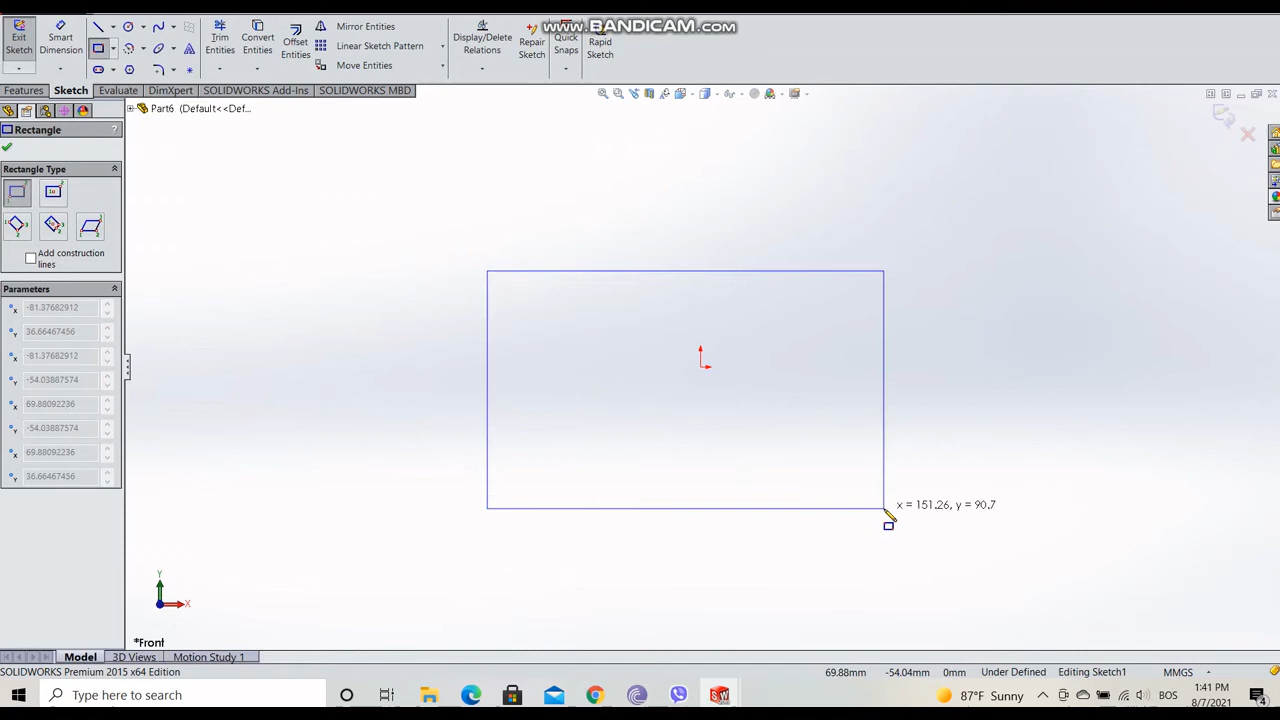 www.BANDICAM.com
Exit Sketch
Smart Dimension
Trim Entities
Convert Entities
Offset Entities
Mirror Entities
Linear Sketch Pattern
Move Entities
Display/Delete Relations
Repair Sketch
Quick Snaps
Rapid Sketch
Features Sketch Evaluate DimXpert SOLIDWORKS Add-Ins SOLIDWORKS MBD
Part6 (Default<<Def...
Rectangle ?
Rectangle Type
Add construction lines
Parameters
-81.37682912
36.66467456
-81.37682912
-54.03887574
69.88092236
-54.03887574
69.88092236
36.66467456
x = 151.26, y = 90.7
Y
X
*Front
Model 3D Views Motion Study 1
SOLIDWORKS Premium 2015 x64 Edition 69.88mm -54.04mm 0mm Under Defined Editing Sketch1 MMGS
Type here to search
87°F Sunny
BOS
1:41 PM
8/7/2021
4